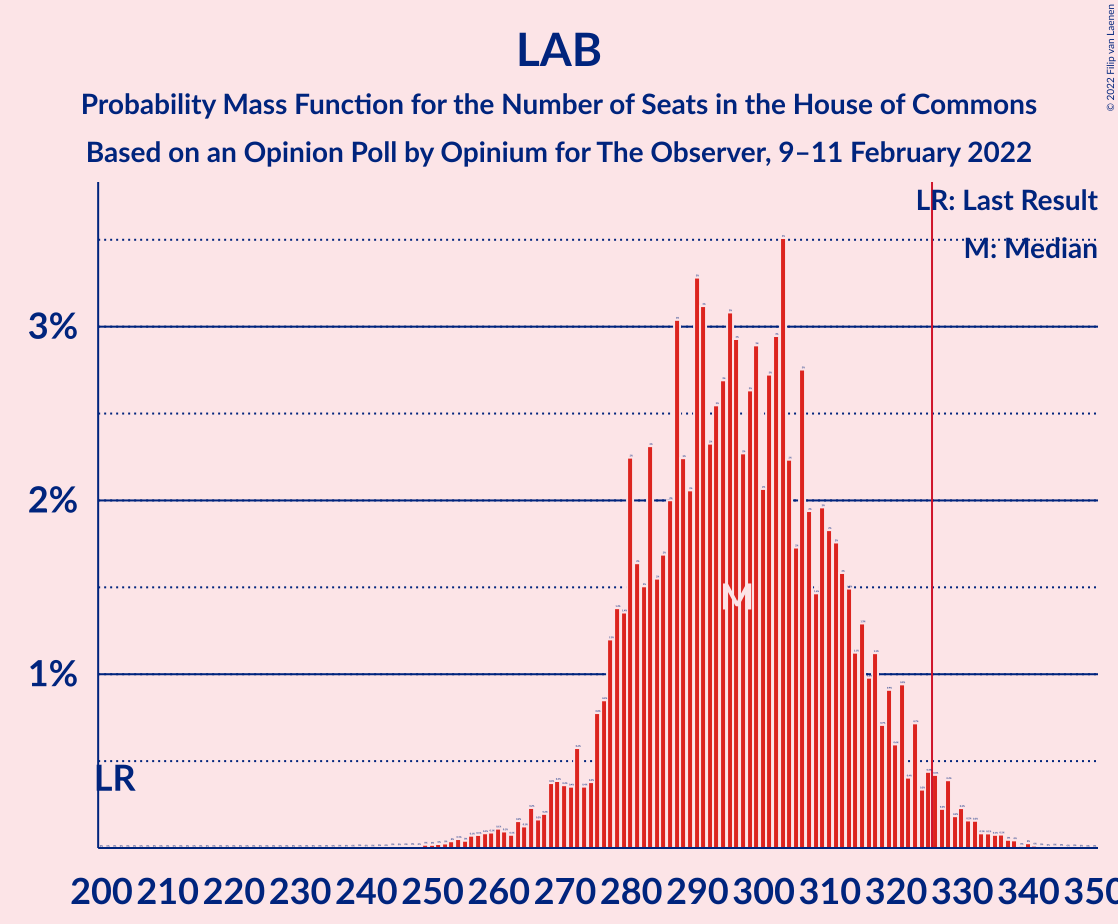 LAB
Probability Mass Function for the Number of Seats in the House of Commons
Based on an Opinion Poll by Opinium for The Observer, 9–11 February 2022
© 2022 Filip van Laenen
LR: Last Result
M: Median
3%
2%
1%
M
LR
200 210 220 230 240 250 260 270 280 290 300 310 320 330 340 350